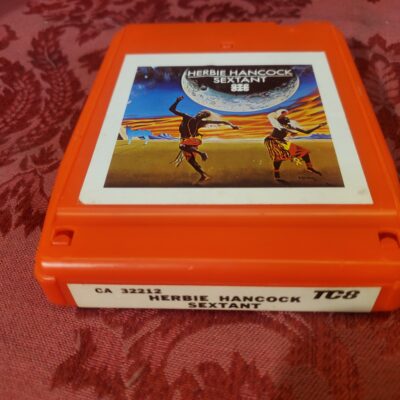 HERBIE HANCOCK
SEXTANT
CA 32212
HERBIE HANCOCK
SEXTANT
TC8